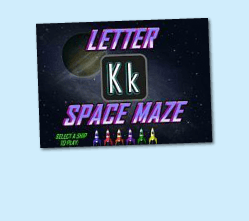 LETTER
Kk
SPACE MAZE
SELECT A SHIP
TO PLAY: